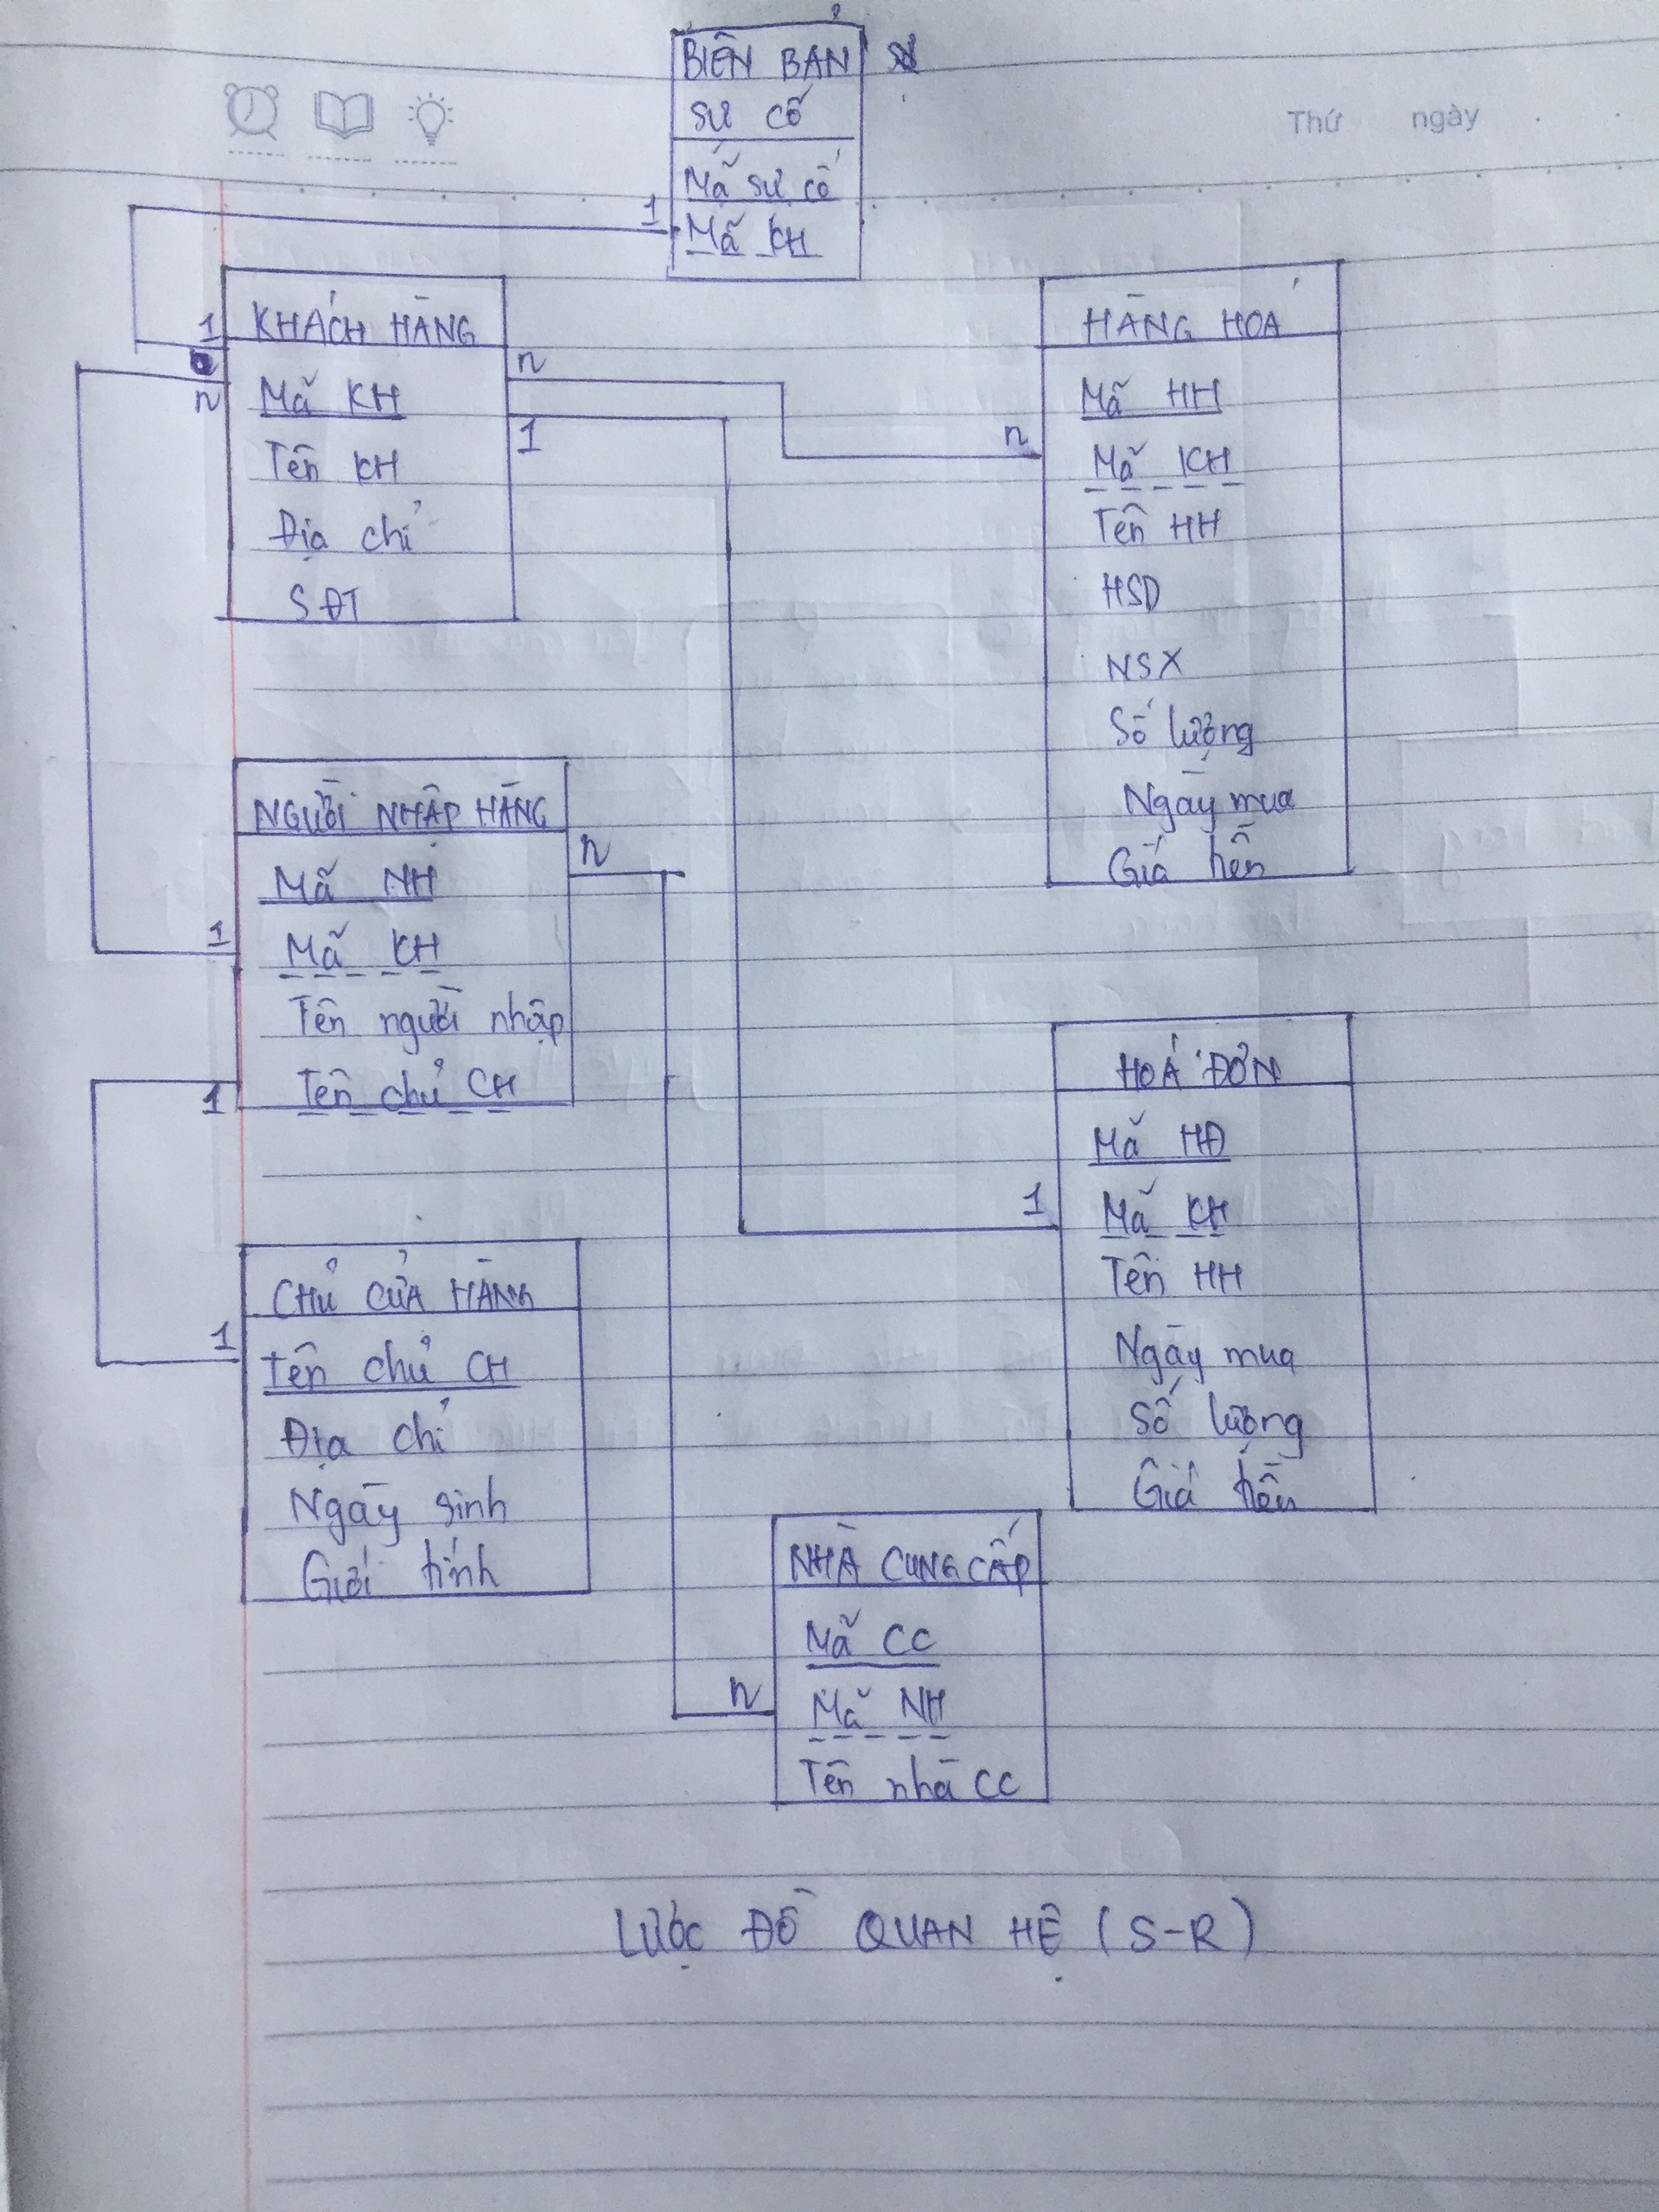 BIÊN BẢN
sự cố
Mã sự cố
1
Mã KH
Thứ ngày
KHÁCH HÀNG
1
n
Mã KH
Tên KH
Địa chỉ
SĐT
n
1
HÀNG HOÁ
Mã HH
n
Mã KH
Tên HH
HSD
NSX
Số lượng
Ngày mua
Giá tiền
NGƯỜI NHẬP HÀNG
n
Mã NH
1
Mã KH
Tên người nhập
1
Tên chủ CH
HOÁ ĐƠN
Mã HĐ
1
Mã KH
Tên HH
Ngày mua
Số lượng
Giá tiền
CHỦ CỬA HÀNG
1
Tên chủ CH
Địa chỉ
Ngày sinh
Giới tính
NHÀ CUNG CẤP
Mã CC
n
Mã NH
Tên nhà CC
LƯỢC ĐỒ QUAN HỆ (S-R)